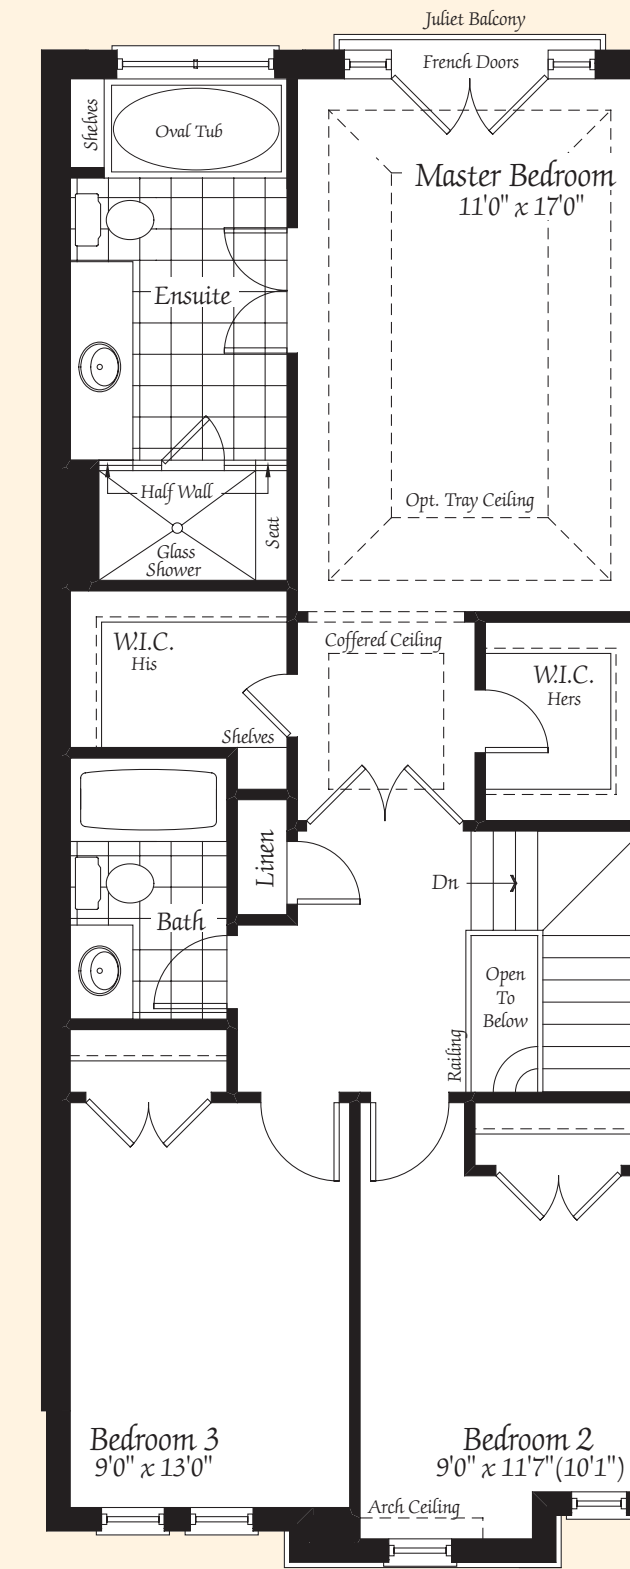 Juliet Balcony
French Doors
Shelves
Oval Tub
Master Bedroom
11'0" x 17'0"
Ensuite
Half Wall
Opt. Tray Ceiling
Seat
Glass
Shower
W.I.C.
His
Coffered Ceiling
W.I.C.
Hers
Shelves
Linen
Dn
Bath
Open
To
Below
Railing
Bedroom 3
9'0" x 13'0"
Bedroom 2
9'0" x 11'7"(10'1")
Arch Ceiling